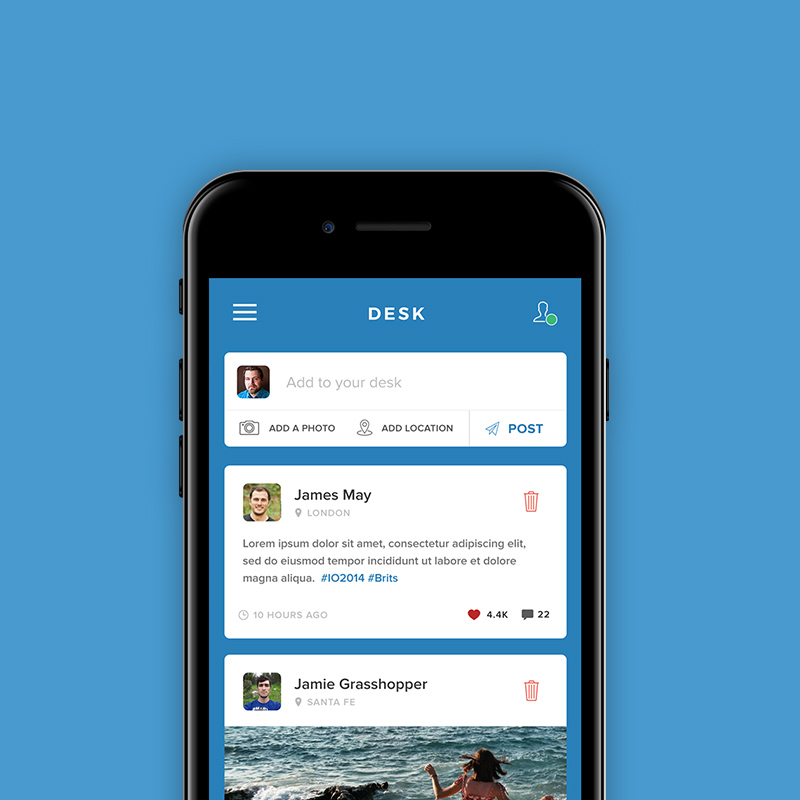 DESK
Add to your desk
ADD A PHOTO ADD LOCATION POST
James May
LONDON
Lorem ipsum dolor sit amet, consectetur adipiscing elit,
sed do eiusmod tempor incididunt ut labore et dolore
magna aliqua. #IO2014 #Brits
10 HOURS AGO 4.4K 22
Jamie Grasshopper
SANTA FE